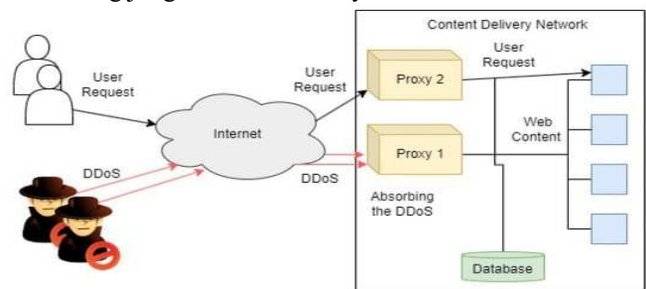 Content Delivery Network
User
Request
User
Request
User
Request
Proxy 2
Internet
Web
Content
Proxy 1
DDoS
DDoS
Absorbing
the DDoS
Database